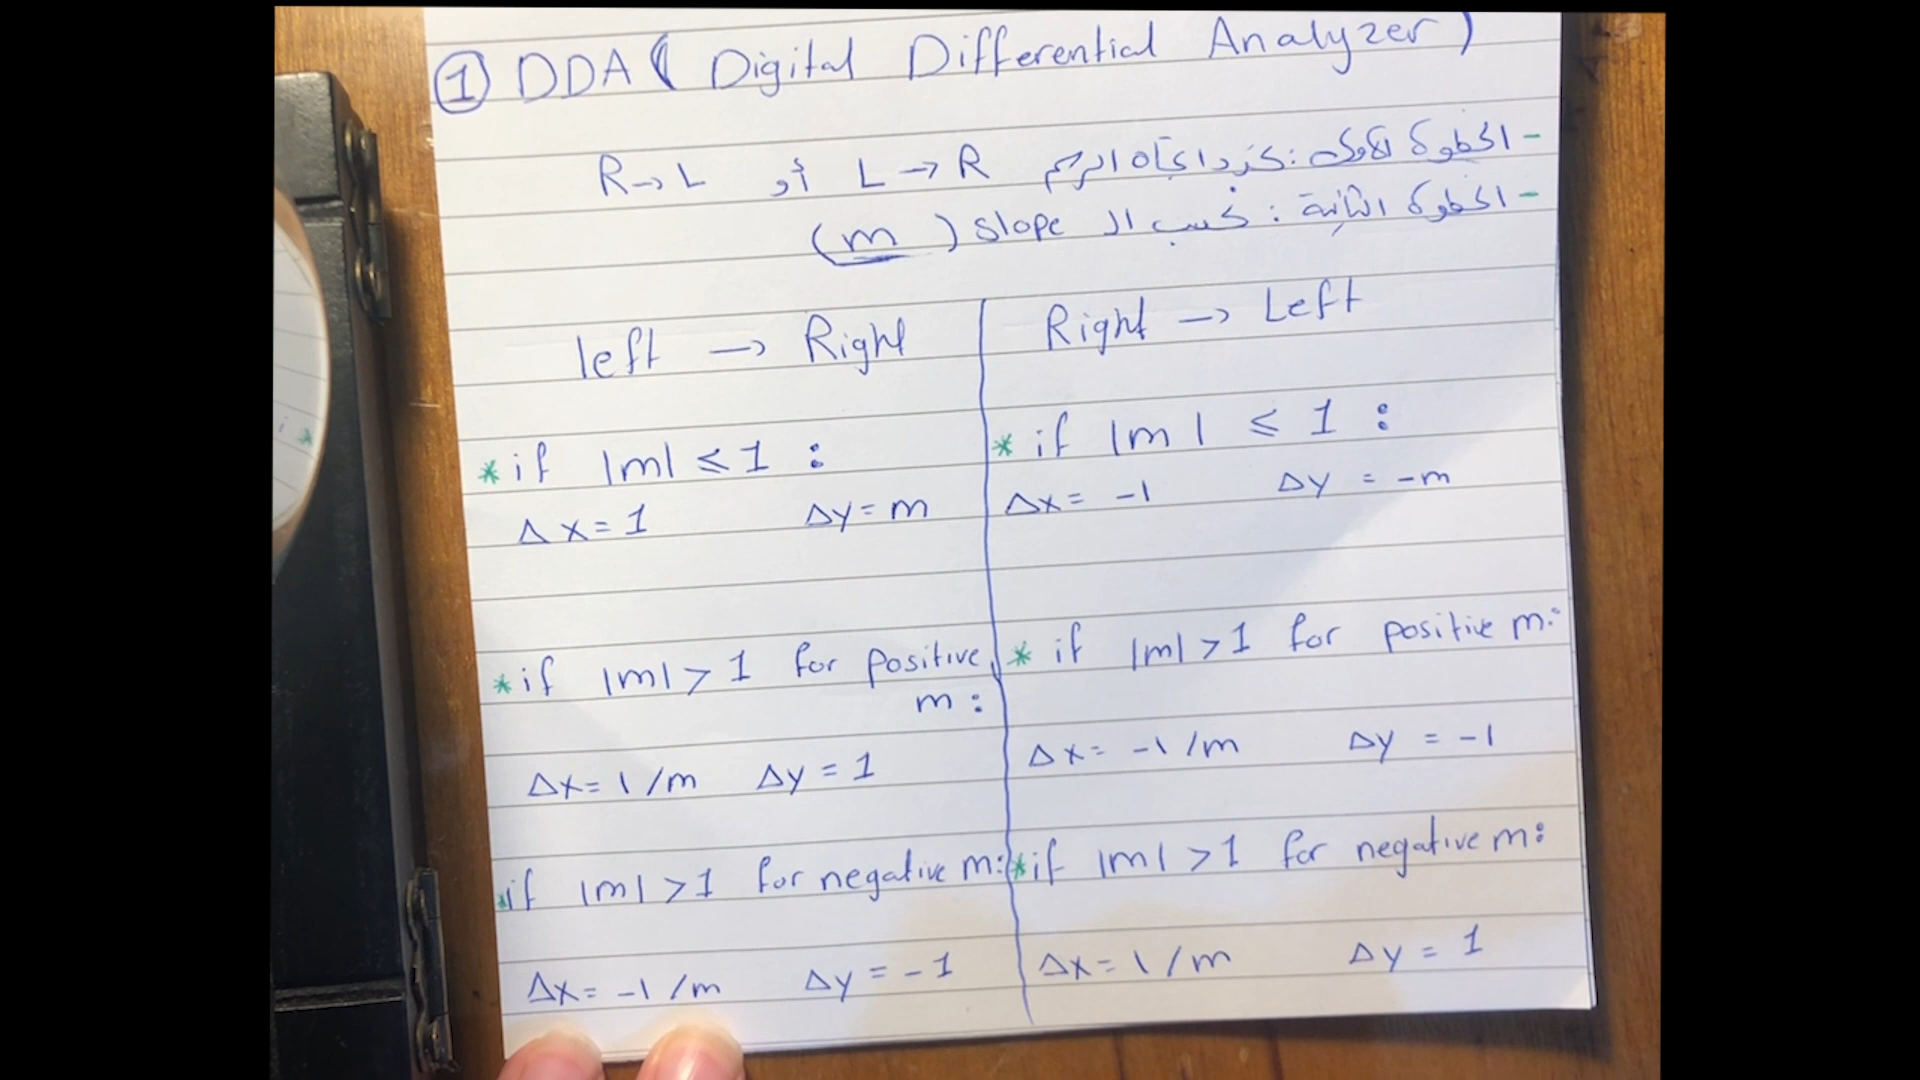 ① DDA ( Digital Differential Analyzer )
- الخطوة الأولى : نحدد اتجاه الرسم L → R أو R → L
- الخطوة الثانية : نحسب ال slope (m)
left → Right
* if |m| ≤ 1 :
Δx = 1 Δy = m
* if |m| > 1 for positive
m :
Δx = 1/m Δy = 1
* if |m| > 1 for negative m:
Δx = -1/m Δy = -1
Right → Left
* if |m| ≤ 1 :
Δx = -1 Δy = -m
* if |m| > 1 for positive m:
Δx = -1/m Δy = -1
* if |m| > 1 for negative m:
Δx = 1/m Δy = 1